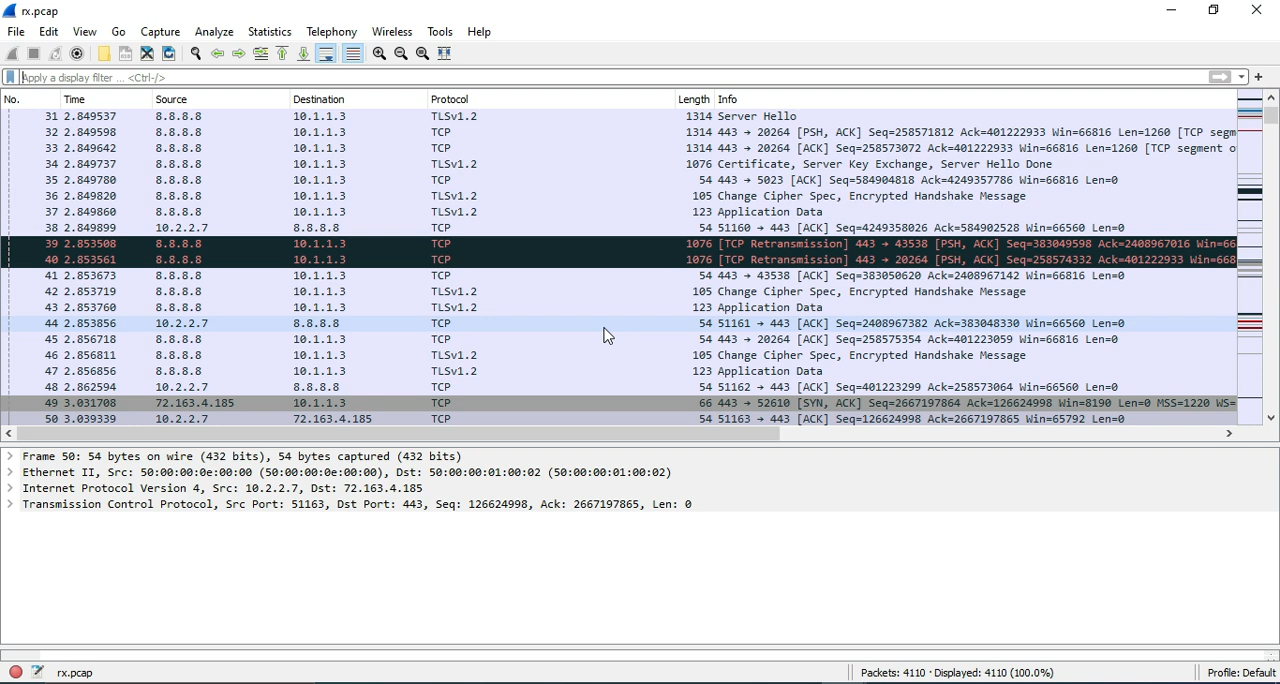 rx.pcap
File Edit View Go Capture Analyze Statistics Telephony Wireless Tools Help
Apply a display filter ... <Ctrl-/>
No. Time Source Destination Protocol Length Info
31 2.849537 8.8.8.8 10.1.1.3 TLSv1.2 1314 Server Hello
32 2.849598 8.8.8.8 10.1.1.3 TCP 1314 443 → 20264 [PSH, ACK] Seq=258571812 Ack=401222933 Win=66816 Len=1260 [TCP segm
33 2.849642 8.8.8.8 10.1.1.3 TCP 1314 443 → 20264 [ACK] Seq=258573072 Ack=401222933 Win=66816 Len=1260 [TCP segment o
34 2.849737 8.8.8.8 10.1.1.3 TLSv1.2 1076 Certificate, Server Key Exchange, Server Hello Done
35 2.849780 8.8.8.8 10.1.1.3 TCP 54 443 → 5023 [ACK] Seq=584904818 Ack=4249357786 Win=66816 Len=0
36 2.849820 8.8.8.8 10.1.1.3 TLSv1.2 105 Change Cipher Spec, Encrypted Handshake Message
37 2.849860 8.8.8.8 10.1.1.3 TLSv1.2 123 Application Data
38 2.849899 10.2.2.7 8.8.8.8 TCP 54 51160 → 443 [ACK] Seq=4249358026 Ack=584902528 Win=66560 Len=0
39 2.853508 8.8.8.8 10.1.1.3 TCP 1076 [TCP Retransmission] 443 → 43538 [PSH, ACK] Seq=383049598 Ack=2408967016 Win=66
40 2.853561 8.8.8.8 10.1.1.3 TCP 1076 [TCP Retransmission] 443 → 20264 [PSH, ACK] Seq=258574332 Ack=401222933 Win=668
41 2.853673 8.8.8.8 10.1.1.3 TCP 54 443 → 43538 [ACK] Seq=383050620 Ack=2408967142 Win=66816 Len=0
42 2.853719 8.8.8.8 10.1.1.3 TLSv1.2 105 Change Cipher Spec, Encrypted Handshake Message
43 2.853760 8.8.8.8 10.1.1.3 TLSv1.2 123 Application Data
44 2.853856 10.2.2.7 8.8.8.8 TCP 54 51161 → 443 [ACK] Seq=2408967382 Ack=383048330 Win=66560 Len=0
45 2.856718 8.8.8.8 10.1.1.3 TCP 54 443 → 20264 [ACK] Seq=258575354 Ack=401223059 Win=66816 Len=0
46 2.856811 8.8.8.8 10.1.1.3 TLSv1.2 105 Change Cipher Spec, Encrypted Handshake Message
47 2.856856 8.8.8.8 10.1.1.3 TLSv1.2 123 Application Data
48 2.862594 10.2.2.7 8.8.8.8 TCP 54 51162 → 443 [ACK] Seq=401223299 Ack=258573064 Win=66560 Len=0
49 3.031708 72.163.4.185 10.1.1.3 TCP 66 443 → 52610 [SYN, ACK] Seq=2667197864 Ack=126624998 Win=8190 Len=0 MSS=1220 WS=
50 3.039339 10.2.2.7 72.163.4.185 TCP 54 51163 → 443 [ACK] Seq=126624998 Ack=2667197865 Win=65792 Len=0
Frame 50: 54 bytes on wire (432 bits), 54 bytes captured (432 bits)
Ethernet II, Src: 50:00:00:0e:00:00 (50:00:00:0e:00:00), Dst: 50:00:00:01:00:02 (50:00:00:01:00:02)
Internet Protocol Version 4, Src: 10.2.2.7, Dst: 72.163.4.185
Transmission Control Protocol, Src Port: 51163, Dst Port: 443, Seq: 126624998, Ack: 2667197865, Len: 0
rx.pcap Packets: 4110 · Displayed: 4110 (100.0%) Profile: Default